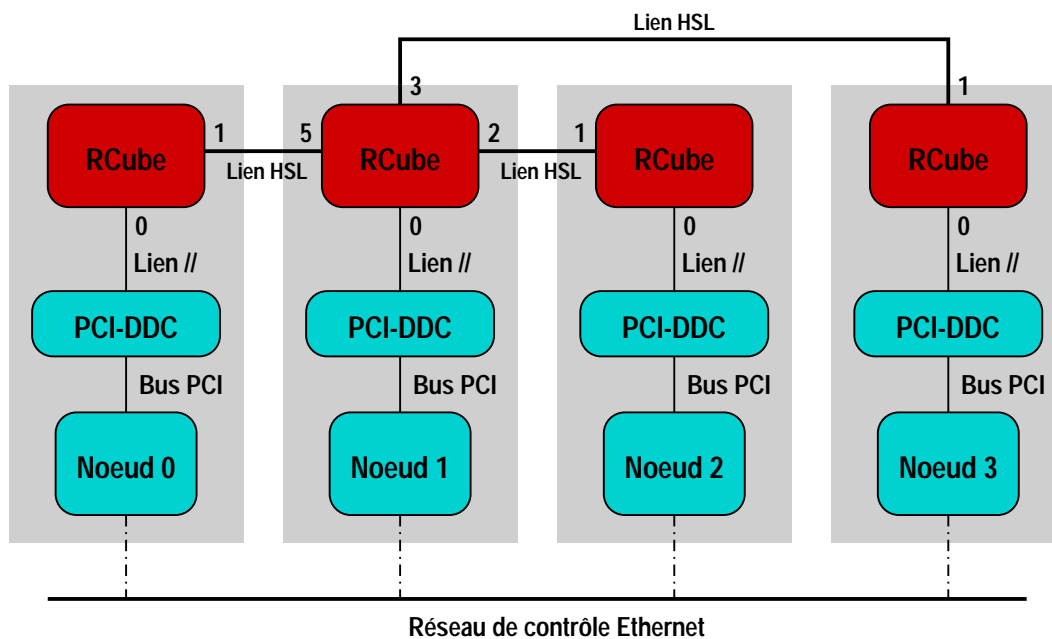 Lien HSL
3
1
1
5
2
1
RCube
RCube
RCube
RCube
Lien HSL
Lien HSL
0
0
0
0
Lien //
Lien //
Lien //
Lien //
PCI-DDC
PCI-DDC
PCI-DDC
PCI-DDC
Bus PCI
Bus PCI
Bus PCI
Bus PCI
Noeud 0
Noeud 1
Noeud 2
Noeud 3
Réseau de contrôle Ethernet